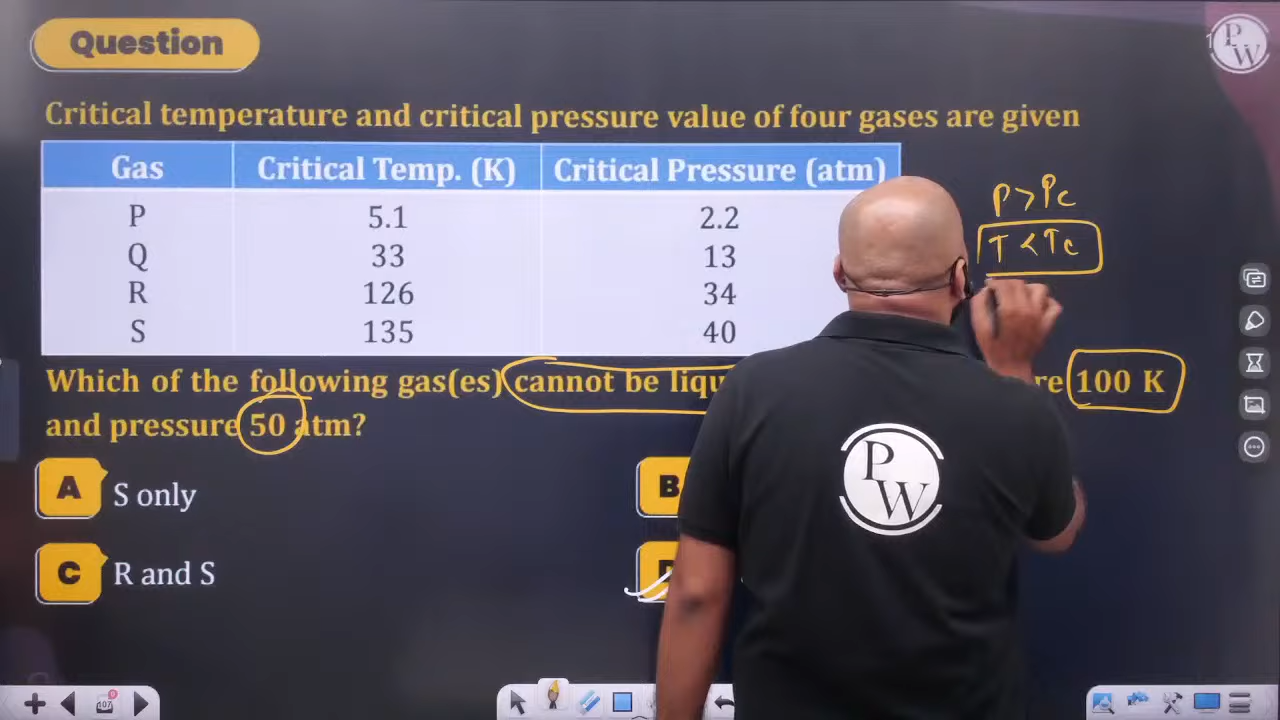 Question
PW
Critical temperature and critical pressure value of four gases are given
Gas Critical Temp. (K) Critical Pressure (atm)
P 5.1 2.2
Q 33 13
R 126 34
S 135 40
P > Pc
T < Tc
Which of the following gas(es) cannot be liqu re 100 K
and pressure 50 atm?
A S only
B
C R and S
D
PW
107